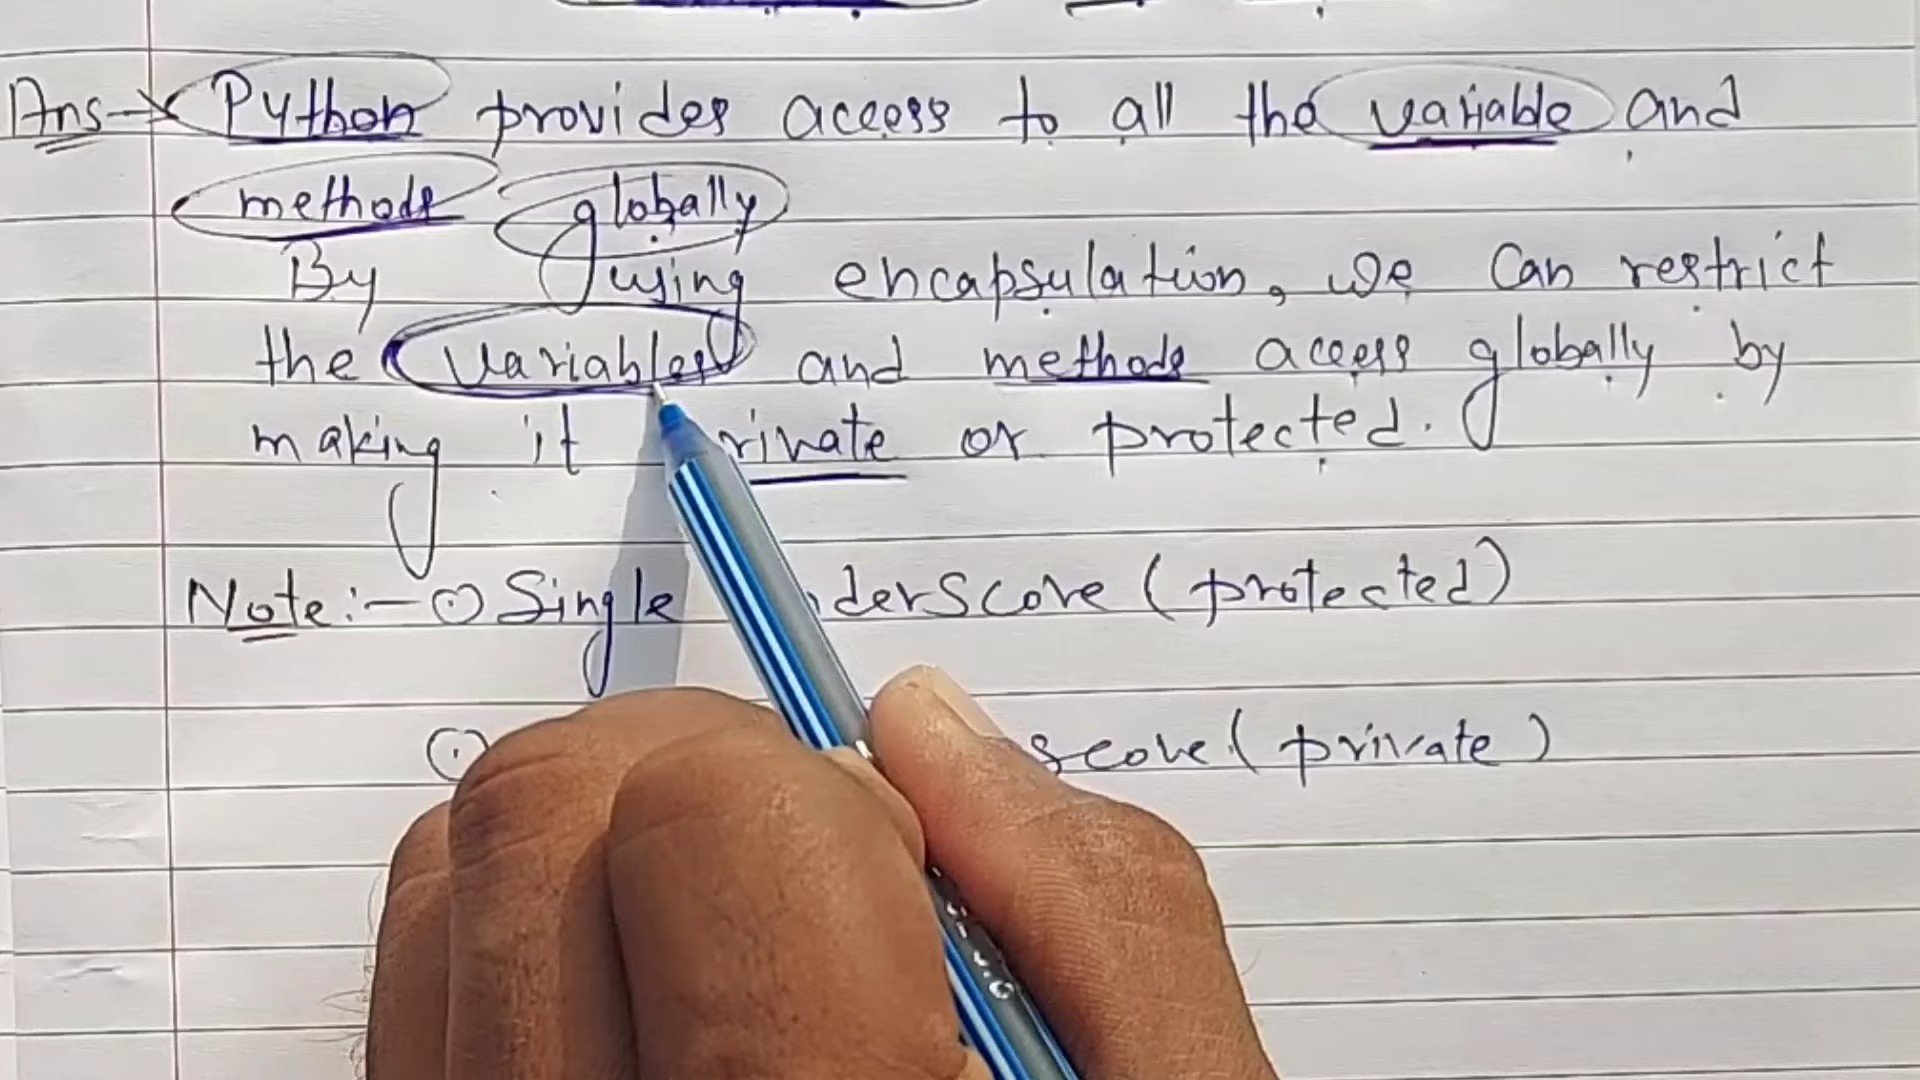 Ans → Python provides access to all the variable and
methods globally
By using encapsulation, we can restrict
the variables and methods access globally by
making it rivate or protected.
Note:- ⊙ Single derscore (protected)
⊙ score (private)